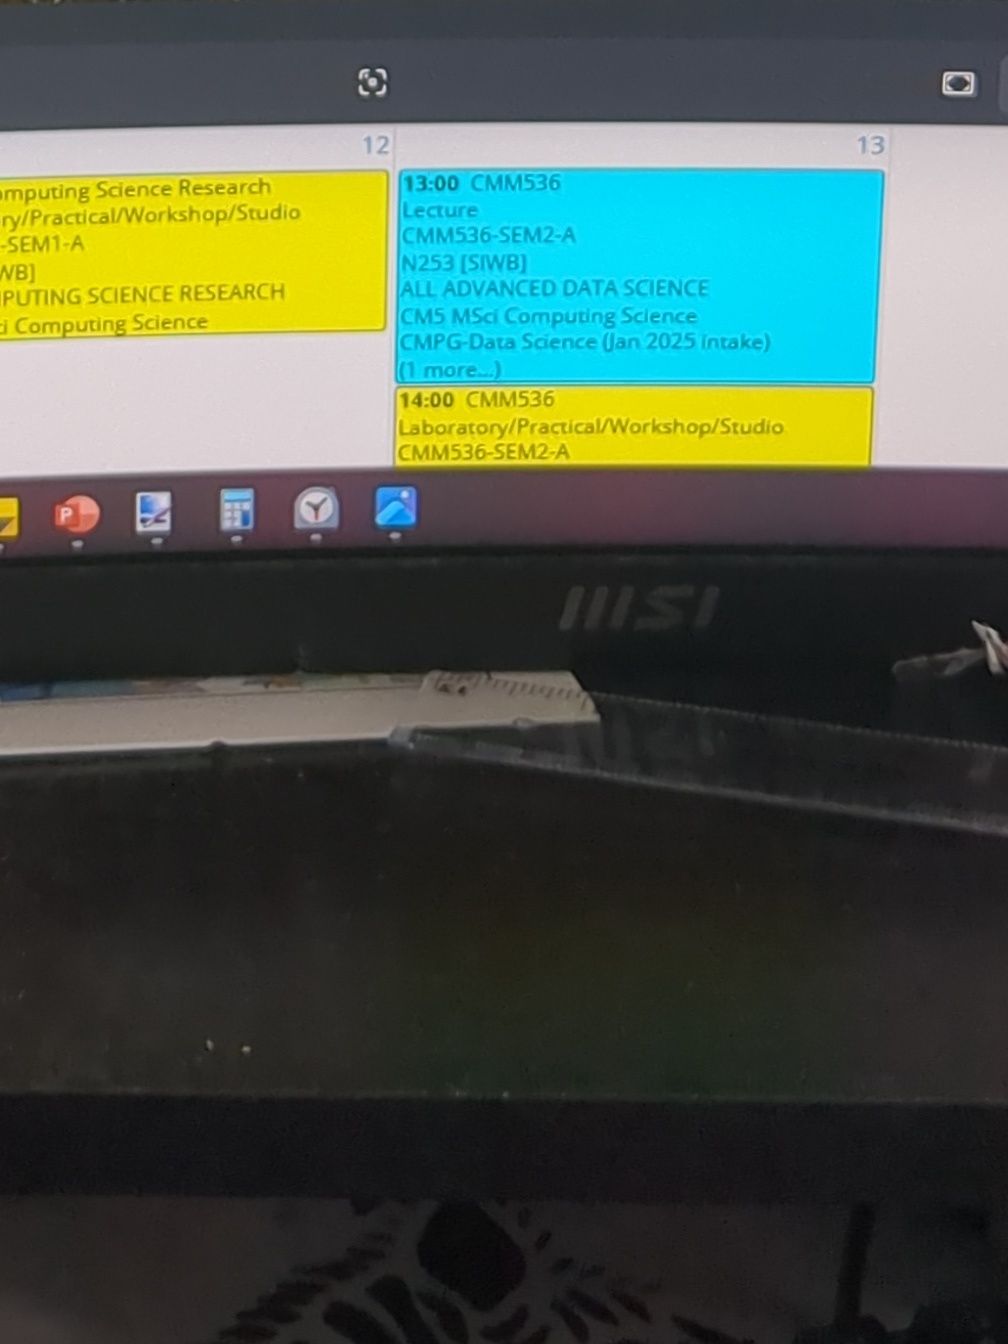 12
omputing Science Research
ry/Practical/Workshop/Studio
-SEM1-A
WB]
PUTING SCIENCE RESEARCH
i Computing Science
13
13:00 CMM536
Lecture
CMM536-SEM2-A
N253 [SIWB]
ALL ADVANCED DATA SCIENCE
CM5 MSci Computing Science
CMPG-Data Science (Jan 2025 intake)
(1 more...)
14:00 CMM536
Laboratory/Practical/Workshop/Studio
CMM536-SEM2-A
P
msi